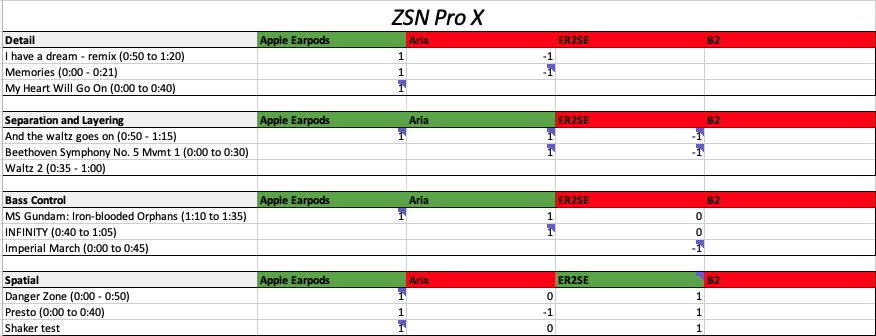 ZSN Pro X
Detail Apple Earpods Aria ER2SE B2
I have a dream - remix (0:50 to 1:20) 1 -1
Memories (0:00 - 0:21) 1 -1
My Heart Will Go On (0:00 to 0:40) 1
Separation and Layering Apple Earpods Aria ER2SE B2
And the waltz goes on (0:50 - 1:15) 1 1 -1
Beethoven Symphony No. 5 Mvmt 1 (0:00 to 0:30) 1 -1
Waltz 2 (0:35 - 1:00)
Bass Control Apple Earpods Aria ER2SE B2
MS Gundam: Iron-blooded Orphans (1:10 to 1:35) 1 1 0
INFINITY (0:40 to 1:05) 1 0
Imperial March (0:00 to 0:45) -1
Spatial Apple Earpods Aria ER2SE B2
Danger Zone (0:00 - 0:50) 1 0 1
Presto (0:00 to 0:40) 1 -1 1
Shaker test 1 0 1